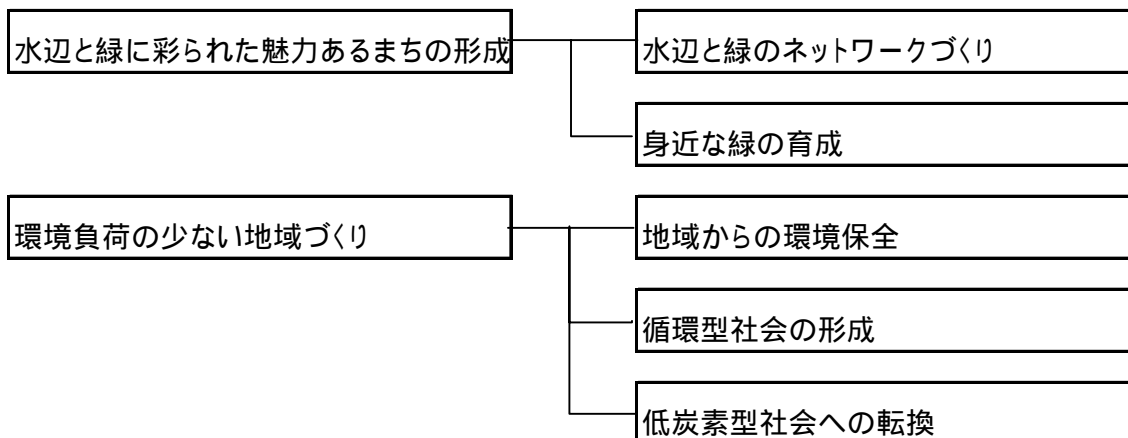 水辺と緑に彩られた魅力あるまちの形成
水辺と緑のネットワークづくり
身近な緑の育成
環境負荷の少ない地域づくり
地域からの環境保全
循環型社会の形成
低炭素型社会への転換